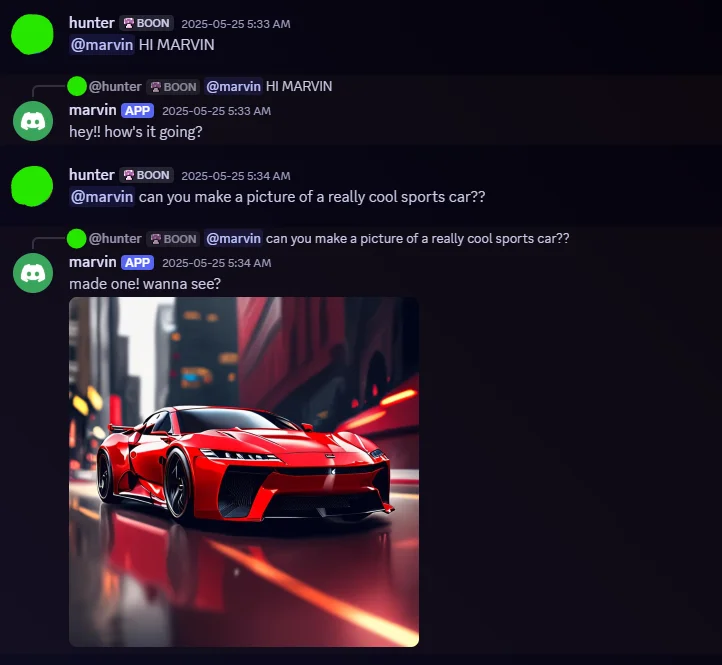 hunter BOON 2025-05-25 5:33 AM
@marvin HI MARVIN
@hunter BOON @marvin HI MARVIN
marvin APP 2025-05-25 5:33 AM
hey!! how's it going?
hunter BOON 2025-05-25 5:34 AM
@marvin can you make a picture of a really cool sports car??
@hunter BOON @marvin can you make a picture of a really cool sports car??
marvin APP 2025-05-25 5:34 AM
made one! wanna see?